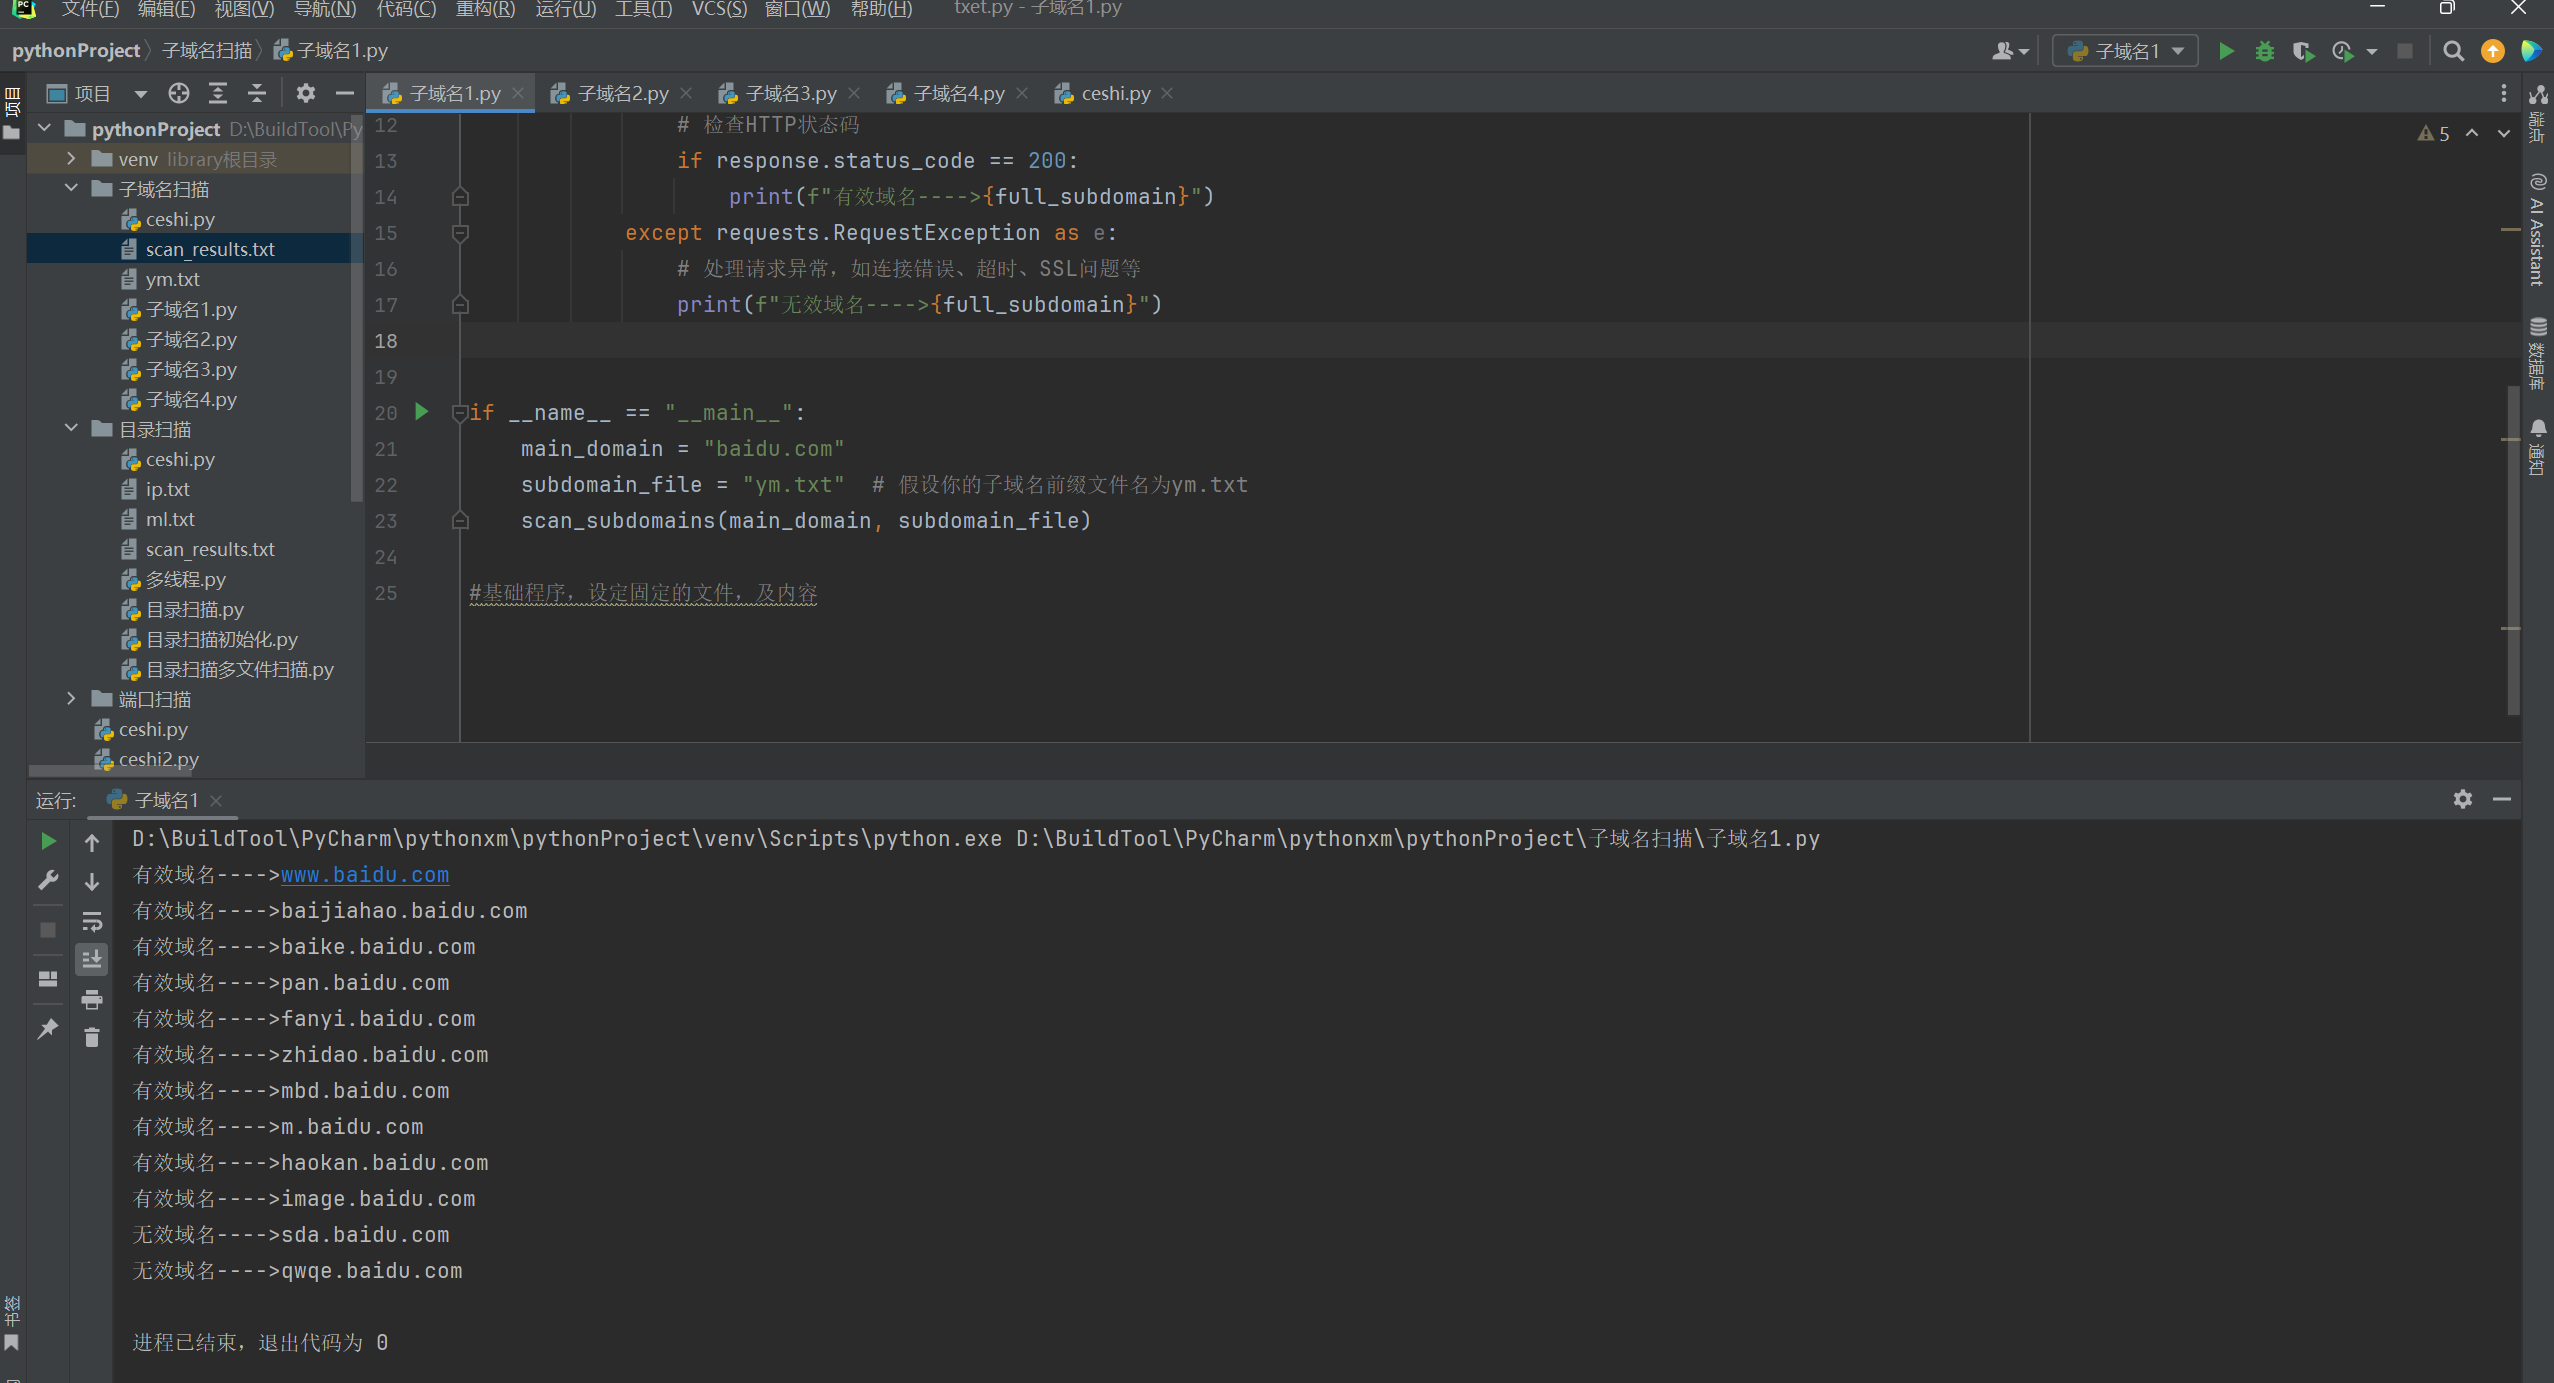 文件(F) 编辑(E) 视图(V) 导航(N) 代码(C) 重构(R) 运行(U) 工具(T) VCS(S) 窗口(W) 帮助(H) txet.py - 子域名1.py
pythonProject 子域名扫描 子域名1.py
子域名1
项目
项目
子域名1.py 子域名2.py 子域名3.py 子域名4.py ceshi.py
pythonProject D:\BuildTool\Py
venv library根目录
子域名扫描
ceshi.py
scan_results.txt
ym.txt
子域名1.py
子域名2.py
子域名3.py
子域名4.py
目录扫描
ceshi.py
ip.txt
ml.txt
scan_results.txt
多线程.py
目录扫描.py
目录扫描初始化.py
目录扫描多文件扫描.py
端口扫描
ceshi.py
ceshi2.py
12 # 检查HTTP状态码
13 if response.status_code == 200:
14 print(f"有效域名---->{full_subdomain}")
15 except requests.RequestException as e:
16 # 处理请求异常，如连接错误、超时、SSL问题等
17 print(f"无效域名---->{full_subdomain}")
18
19
20 if __name__ == "__main__":
21 main_domain = "baidu.com"
22 subdomain_file = "ym.txt" # 假设你的子域名前缀文件名为ym.txt
23 scan_subdomains(main_domain, subdomain_file)
24
25 #基础程序，设定固定的文件，及内容
5
端点
AI Assistant
数据库
通知
运行: 子域名1
D:\BuildTool\PyCharm\pythonxm\pythonProject\venv\Scripts\python.exe D:\BuildTool\PyCharm\pythonxm\pythonProject\子域名扫描\子域名1.py
有效域名---->www.baidu.com
有效域名---->baijiahao.baidu.com
有效域名---->baike.baidu.com
有效域名---->pan.baidu.com
有效域名---->fanyi.baidu.com
有效域名---->zhidao.baidu.com
有效域名---->mbd.baidu.com
有效域名---->m.baidu.com
有效域名---->haokan.baidu.com
有效域名---->image.baidu.com
无效域名---->sda.baidu.com
无效域名---->qwqe.baidu.com
进程已结束，退出代码为 0
书签